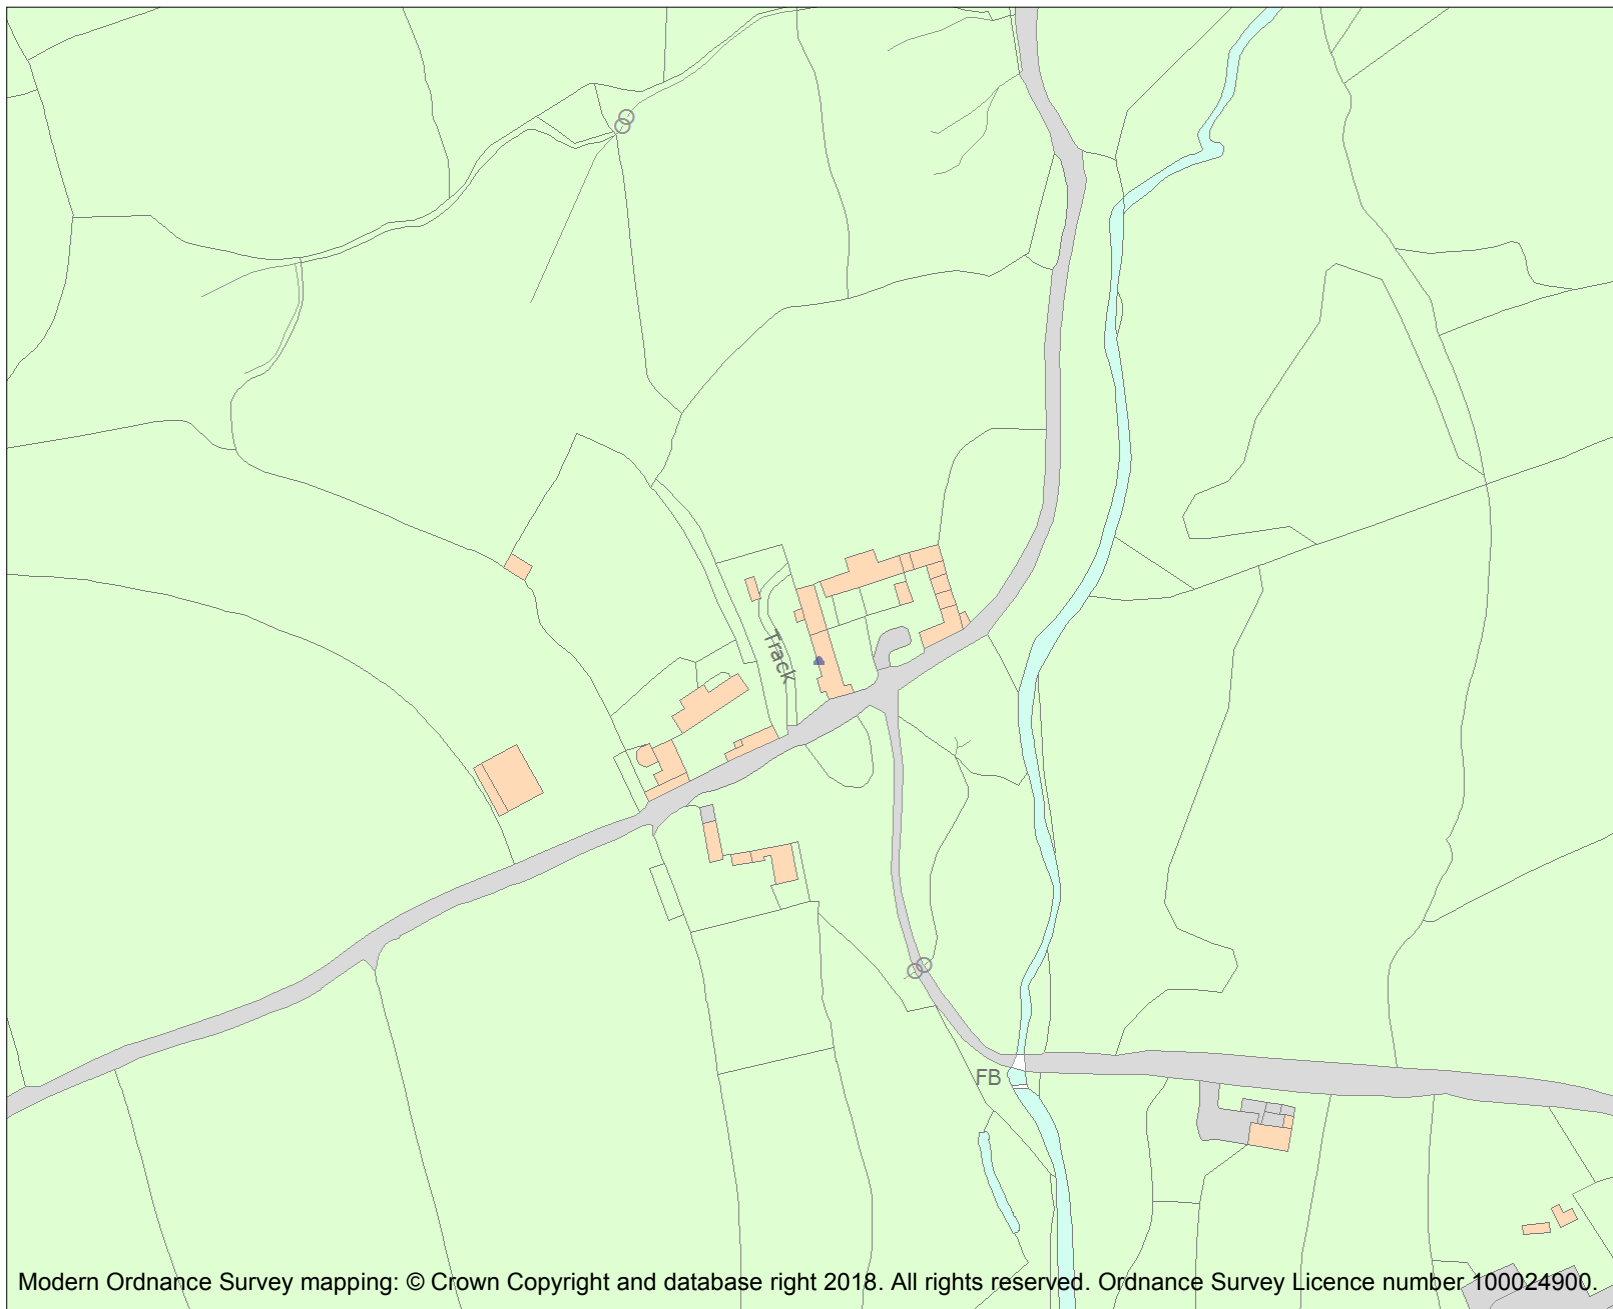 Track
FB
Modern Ordnance Survey mapping: © Crown Copyright and database right 2018. All rights reserved. Ordnance Survey Licence number 100024900.